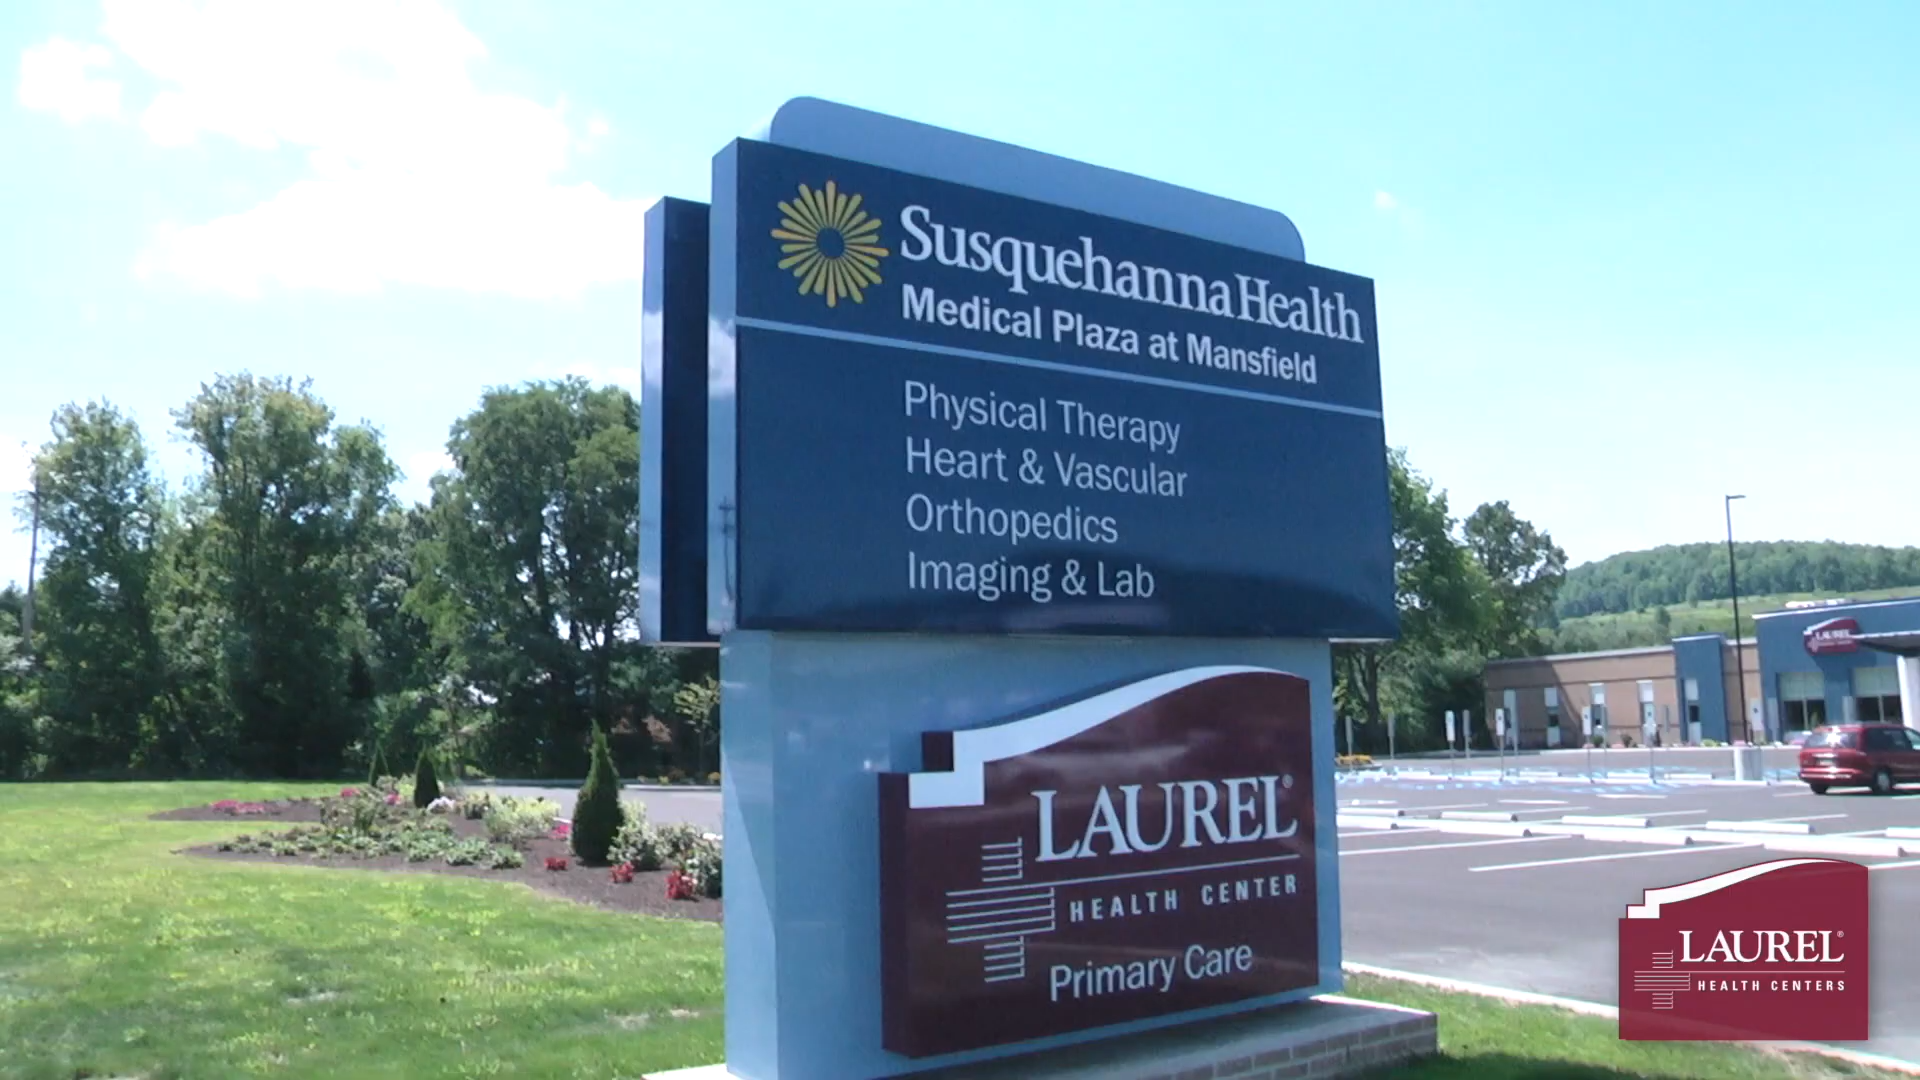 SusquehannaHealth
Medical Plaza at Mansfield
Physical Therapy
Heart & Vascular
Orthopedics
Imaging & Lab
LAUREL®
HEALTH CENTER
Primary Care
LAUREL
LAUREL®
HEALTH CENTERS